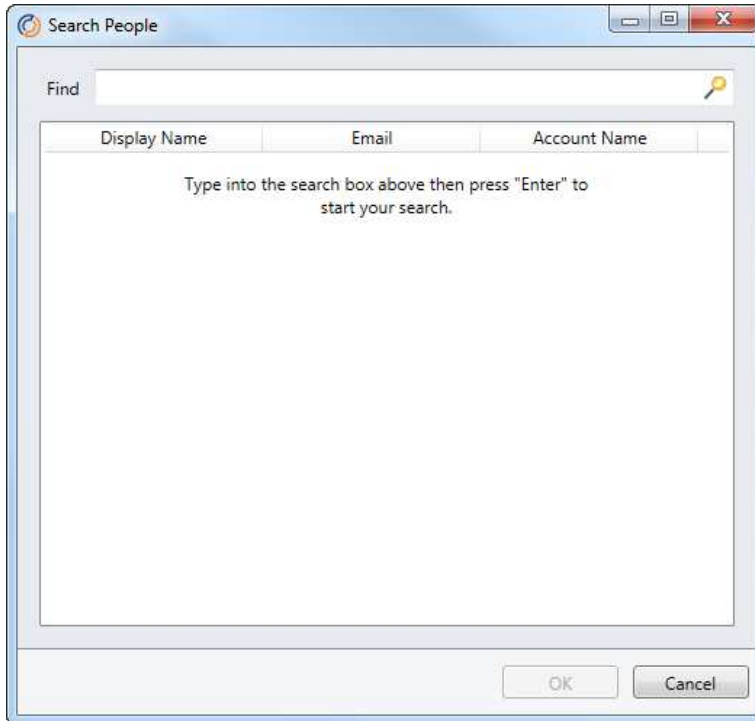 Search People
Find
Display Name Email Account Name
Type into the search box above then press "Enter" to
start your search.
OK Cancel